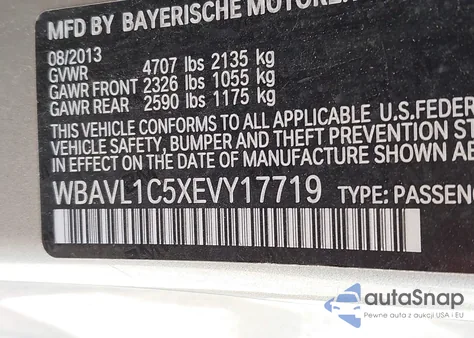 MFD BY BAYERISCHE MOTOREN
08/2013
GVWR 4707 lbs 2135 kg
GAWR FRONT 2326 lbs 1055 kg
GAWR REAR 2590 lbs 1175 kg
THIS VEHICLE CONFORMS TO ALL APPLICABLE U.S.FEDER
VEHICLE SAFETY, BUMPER AND THEFT PREVENTION ST
IN EFFECT ON THE DATE OF MANUFACTURE SHOWN AB
WBAVL1C5XEVY17719 TYPE: PASSEN
autoSnap
Pewne auta z aukcji USA i EU